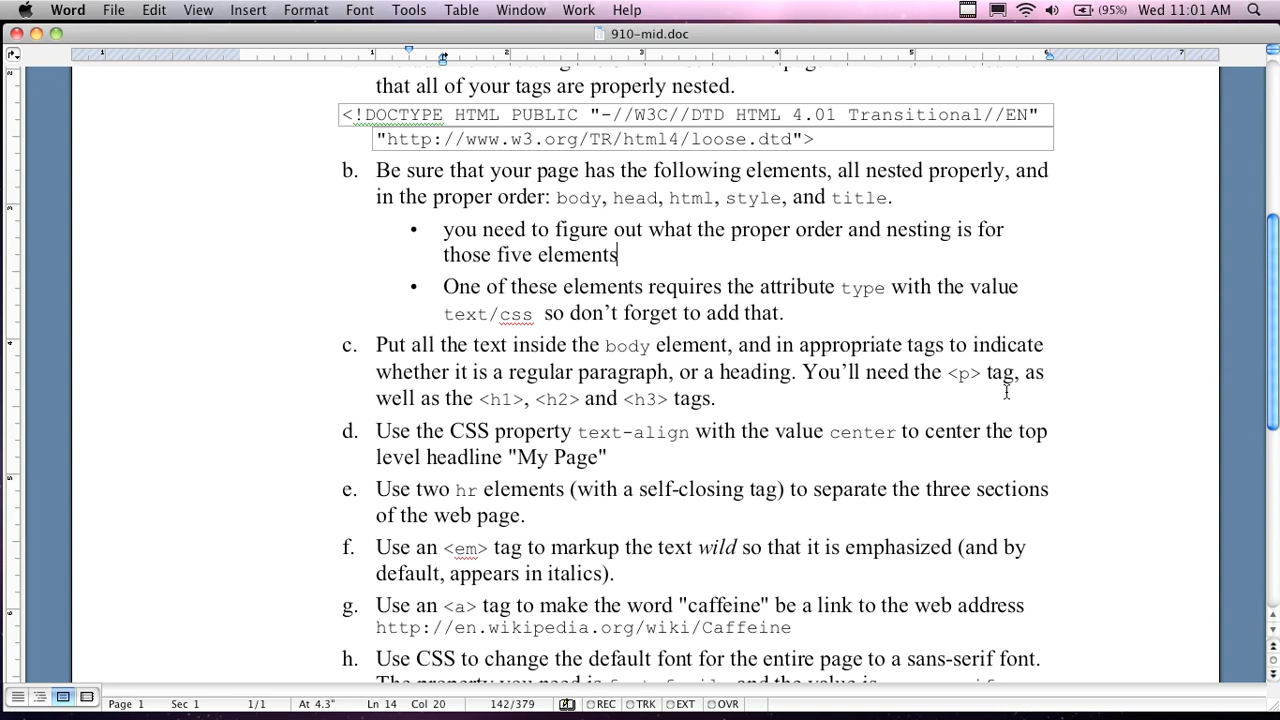 Word File Edit View Insert Format Font Tools Table Window Work Help (95%) Wed 11:01 AM
910-mid.doc
1 1 2 3 4 5 6 7
that all of your tags are properly nested.
<!DOCTYPE HTML PUBLIC "-//W3C//DTD HTML 4.01 Transitional//EN"
"http://www.w3.org/TR/html4/loose.dtd">
b. Be sure that your page has the following elements, all nested properly, and
in the proper order: body, head, html, style, and title.
• you need to figure out what the proper order and nesting is for
those five elements
• One of these elements requires the attribute type with the value
text/css so don’t forget to add that.
c. Put all the text inside the body element, and in appropriate tags to indicate
whether it is a regular paragraph, or a heading. You’ll need the <p> tag, as
well as the <h1>, <h2> and <h3> tags.
d. Use the CSS property text-align with the value center to center the top
level headline "My Page"
e. Use two hr elements (with a self-closing tag) to separate the three sections
of the web page.
f. Use an <em> tag to markup the text wild so that it is emphasized (and by
default, appears in italics).
g. Use an <a> tag to make the word "caffeine" be a link to the web address
http://en.wikipedia.org/wiki/Caffeine
h. Use CSS to change the default font for the entire page to a sans-serif font.
Page 1 Sec 1 1/1 At 4.3" Ln 14 Col 20 142/379 REC TRK EXT OVR